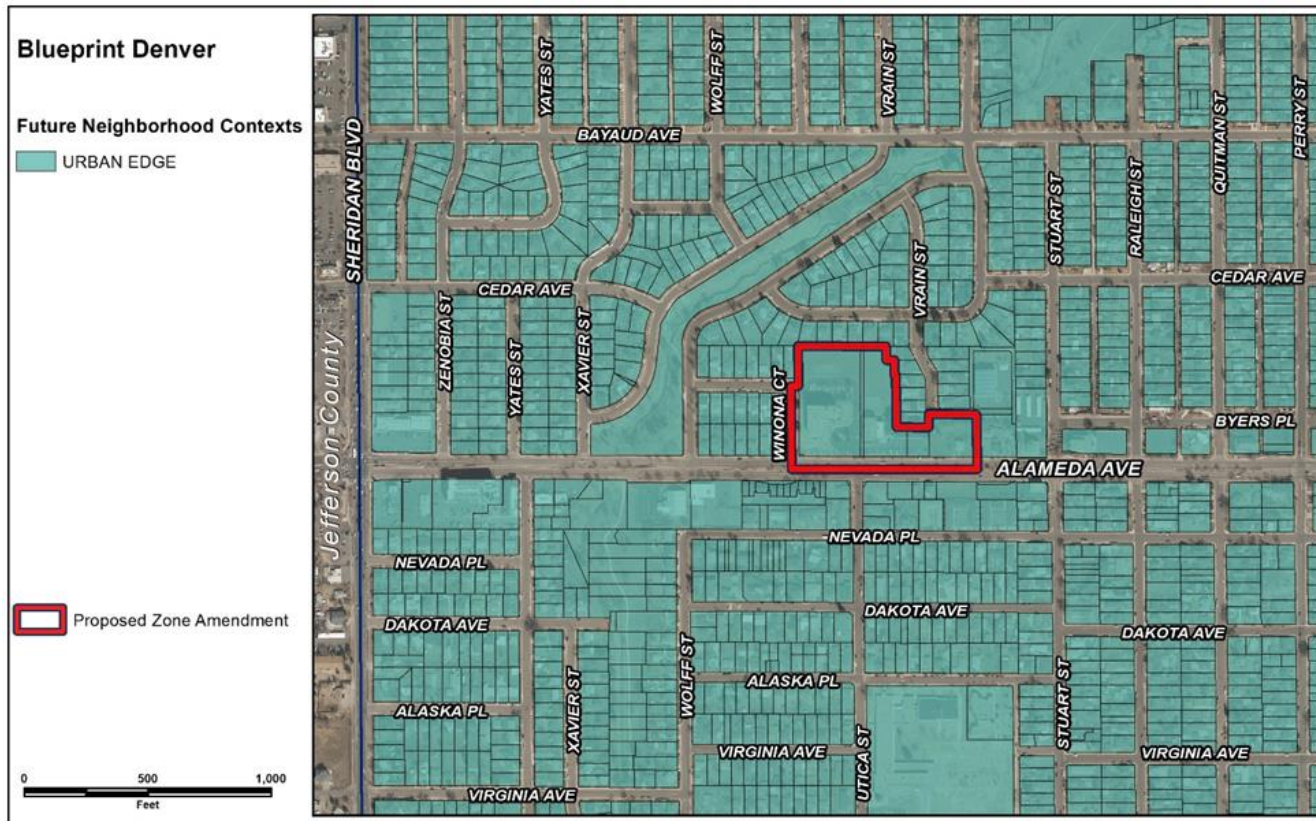 Blueprint Denver
Future Neighborhood Contexts
URBAN EDGE
Proposed Zone Amendment
0 500 1,000
Feet
YATES ST
WOLFF ST
VRAIN ST
QUITMAN ST
PERRY ST
BAYAUD AVE
SHERIDAN BLVD
STUART ST
RALEIGH ST
VRAIN ST
CEDAR AVE
CEDAR AVE
ZENOBIA ST
YATES ST
XAVIER ST
WINONA CT
BYERS PL
ALAMEDA AVE
Jefferson County
NEVADA PL
NEVADA PL
DAKOTA AVE
DAKOTA AVE
DAKOTA AVE
XAVIER ST
WOLFF ST
ALASKA PL
ALASKA PL
STUART ST
UTICA ST
VIRGINIA AVE
VIRGINIA AVE
VIRGINIA AVE